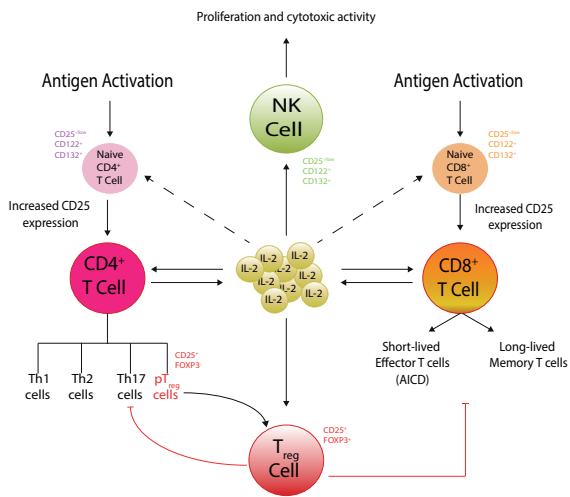 Proliferation and cytotoxic activity
Antigen Activation
NK
Cell
Antigen Activation
CD25⁻/ˡᵒʷ
CD122⁺
CD132⁺
Naive
CD4⁺
T Cell
CD25⁻/ˡᵒʷ
CD122⁺
CD132⁺
CD25⁻/ˡᵒʷ
CD122⁺
CD132⁺
Naive
CD8⁺
T Cell
Increased CD25
expression
Increased CD25
expression
CD4⁺
T Cell
IL-2
IL-2
IL-2
IL-2
IL-2
IL-2
IL-2
IL-2
IL-2
CD8⁺
T Cell
Th1
cells
Th2
cells
Th17
cells
pTreg
cells
CD25⁺
FOXP3⁻
Short-lived
Effector T cells
(AICD)
Long-lived
Memory T cells
Treg
Cell
CD25⁺
FOXP3⁺